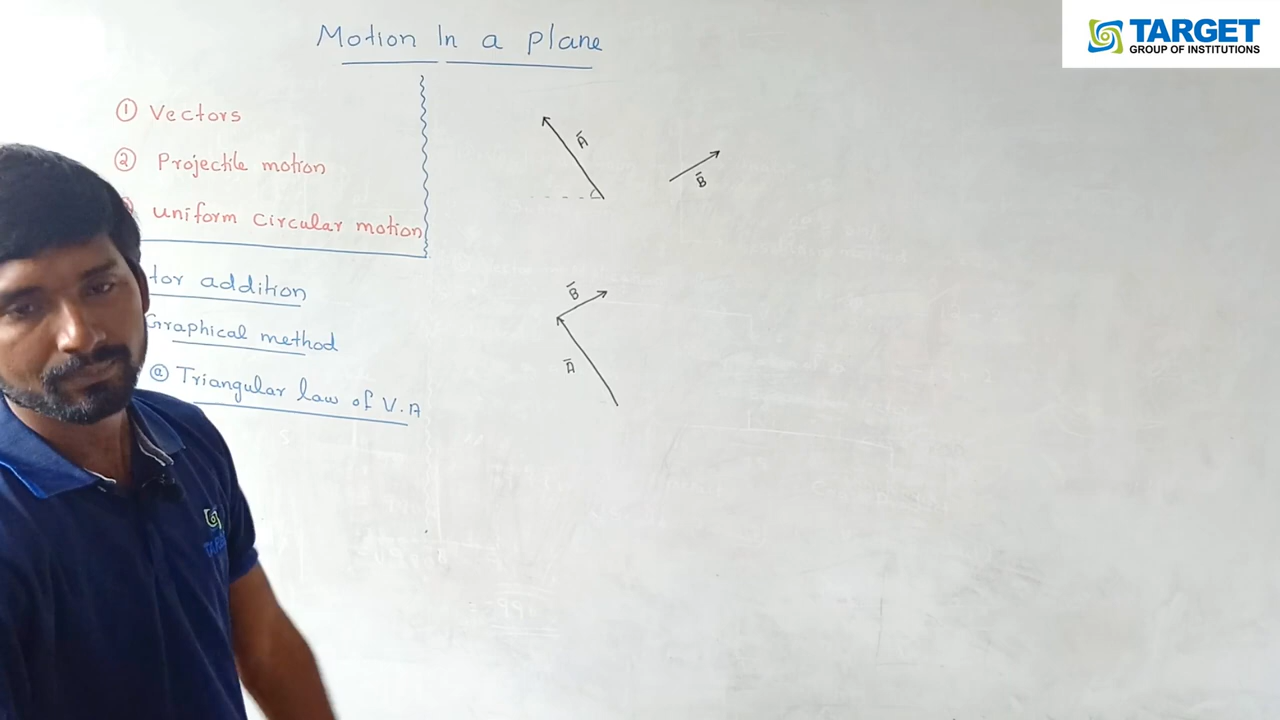 TARGET
GROUP OF INSTITUTIONS
Motion In a plane
① Vectors
② Projectile motion
uniform circular motion
tor addition
Graphical method
ⓐ Triangular law of V.A
A̅
B̅
B̅
A̅